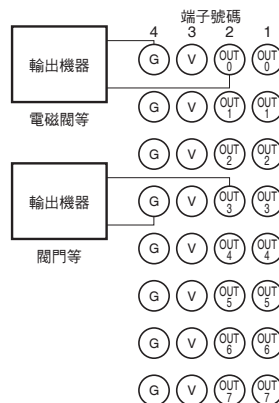 端子號碼
4 3 2 1
輸出機器
G V OUT 0 OUT 0
電磁閥等
G V OUT 1 OUT 1
G V OUT 2 OUT 2
輸出機器
G V OUT 3 OUT 3
閥門等
G V OUT 4 OUT 4
G V OUT 5 OUT 5
G V OUT 6 OUT 6
G V OUT 7 OUT 7